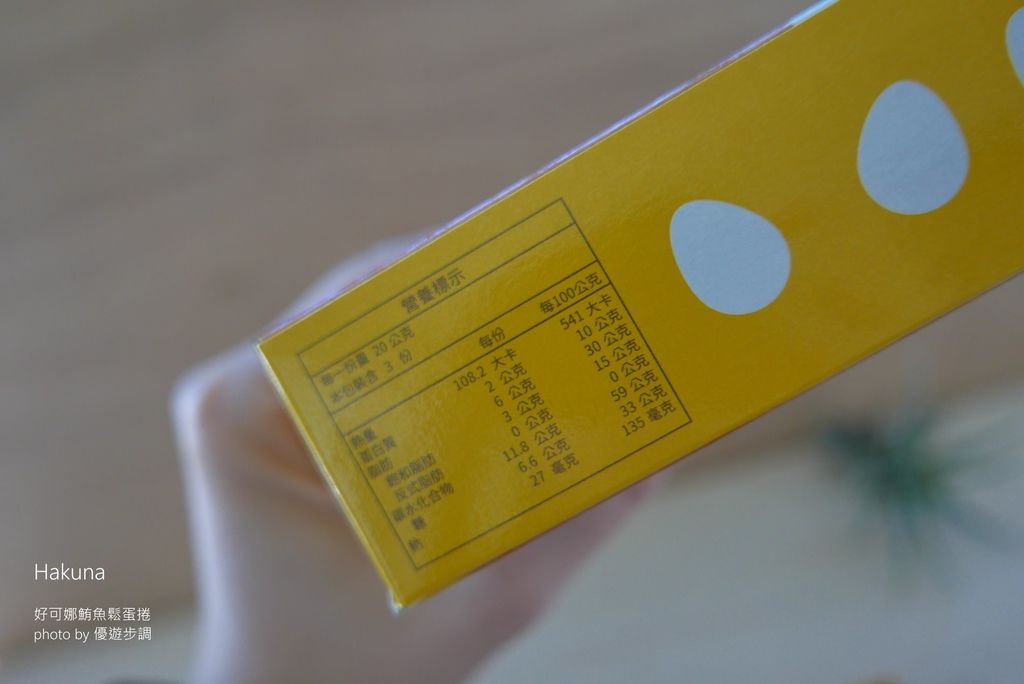 營養標示
每一份量 20 公克
本包裝含 3 份
每份 每100公克
熱量 108.2 大卡 541 大卡
蛋白質 2 公克 10 公克
脂肪 6 公克 30 公克
飽和脂肪 3 公克 15 公克
反式脂肪 0 公克 0 公克
碳水化合物 11.8 公克 59 公克
糖 6.6 公克 33 公克
鈉 27 毫克 135 毫克
Hakuna
好可娜鮪魚鬆蛋捲
photo by 優遊步調